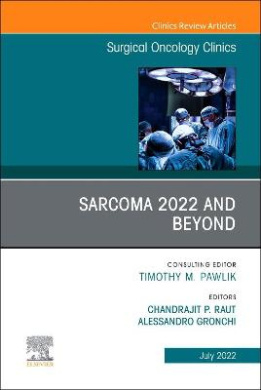 Clinics Review Articles
Surgical Oncology Clinics
SARCOMA 2022 AND
BEYOND
CONSULTING EDITOR
TIMOTHY M. PAWLIK
EDITORS
CHANDRAJIT P. RAUT
ALESSANDRO GRONCHI
ELSEVIER
July 2022